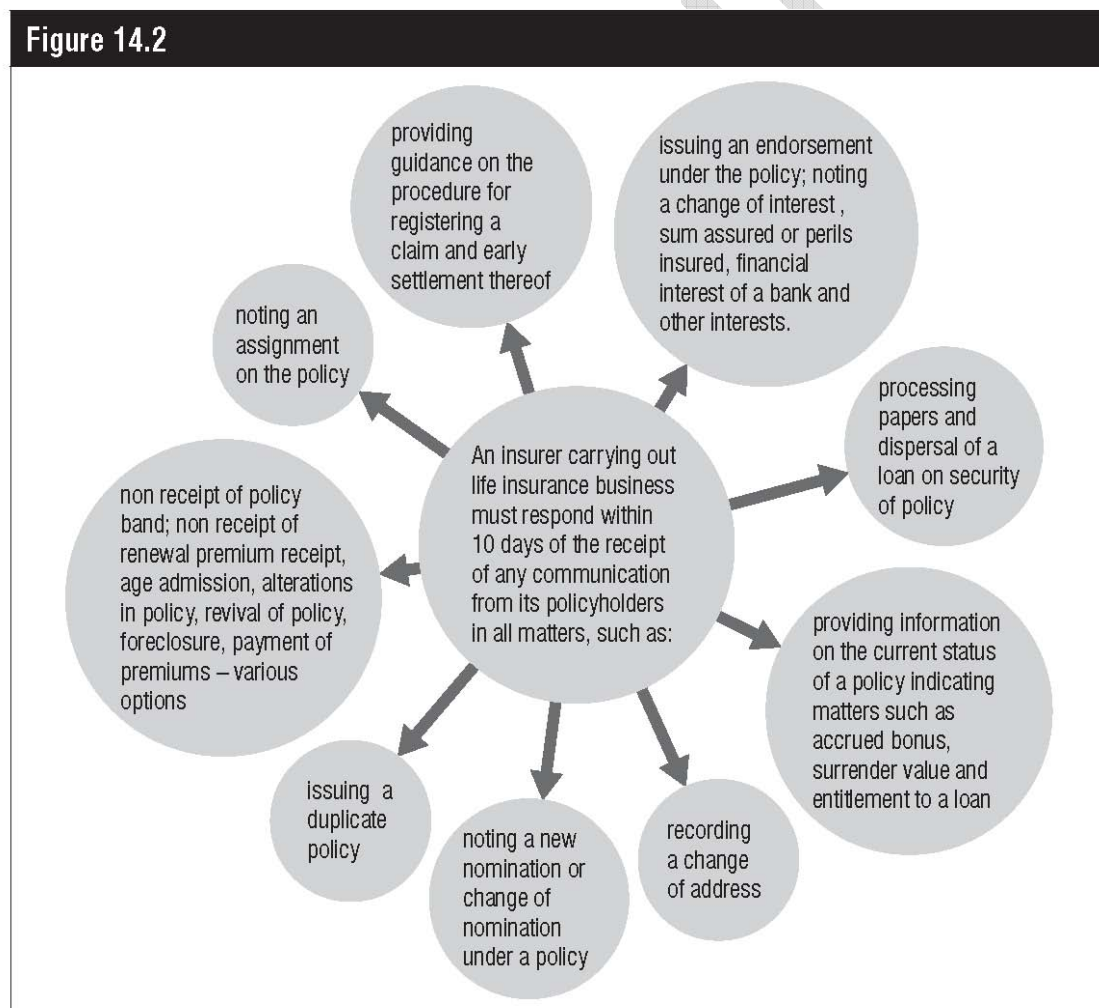 Figure 14.2
providing
guidance on the
procedure for
registering a
claim and early
settlement thereof
issuing an endorsement
under the policy; noting
a change of interest ,
sum assured or perils
insured, financial
interest of a bank and
other interests.
noting an
assignment
on the policy
processing
papers and
dispersal of a
loan on security
of policy
An insurer carrying out
life insurance business
must respond within
10 days of the receipt
of any communication
from its policyholders
in all matters, such as:
non receipt of policy
band; non receipt of
renewal premium receipt,
age admission, alterations
in policy, revival of policy,
foreclosure, payment of
premiums – various
options
providing information
on the current status
of a policy indicating
matters such as
accrued bonus,
surrender value and
entitlement to a loan
issuing a
duplicate
policy
noting a new
nomination or
change of
nomination
under a policy
recording
a change
of address